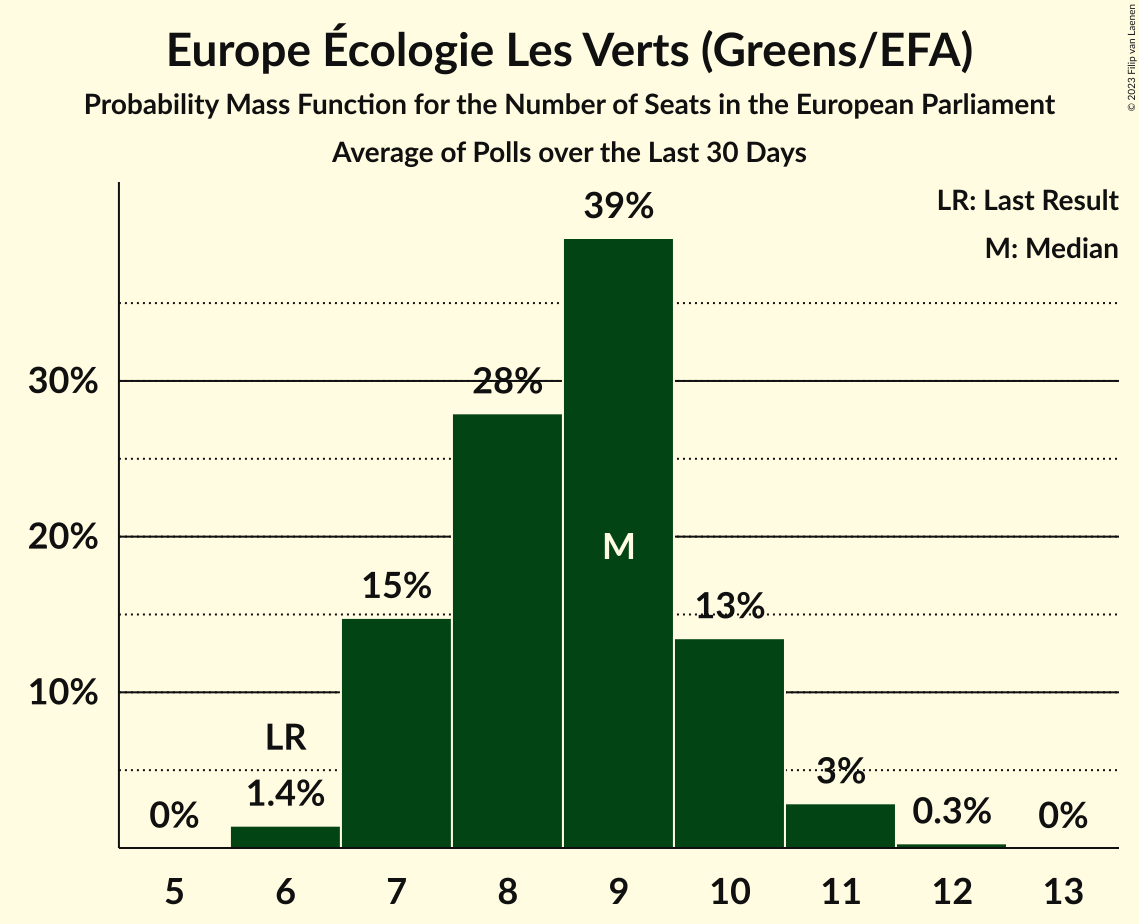 Europe Écologie Les Verts (Greens/EFA)
Probability Mass Function for the Number of Seats in the European Parliament
Average of Polls over the Last 30 Days
© 2023 Filip van Laenen
LR: Last Result
M: Median
39%
30%
28%
20%
M
15%
13%
10%
LR
3%
1.4%
0%
0.3%
0%
5 6 7 8 9 10 11 12 13